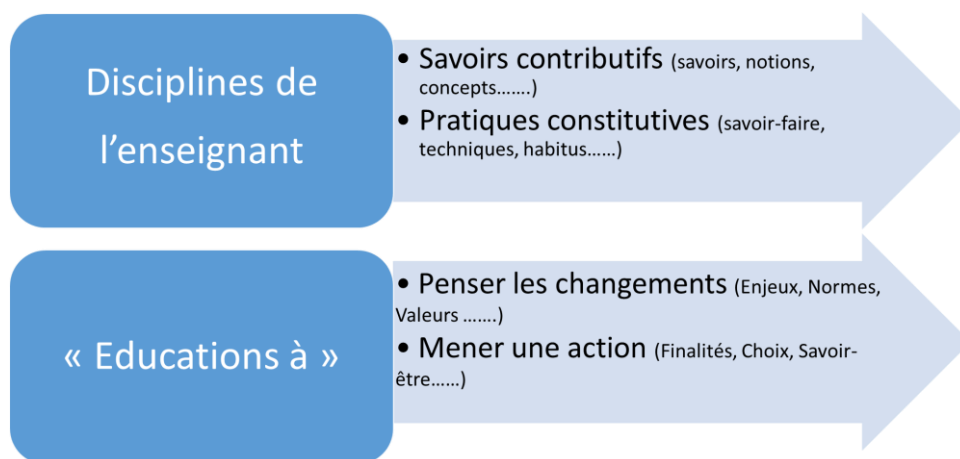 Disciplines de
l’enseignant
• Savoirs contributifs (savoirs, notions,
concepts…….)
• Pratiques constitutives (savoir-faire,
techniques, habitus……)
« Educations à »
• Penser les changements (Enjeux, Normes,
Valeurs …….)
• Mener une action (Finalités, Choix, Savoir-
être……)